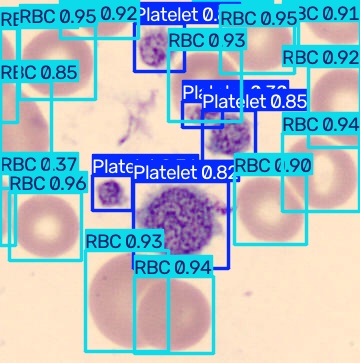 RBC 0.95
0.92
Platelet 0.
RBC 0.95
RBC 0.93
RBC 0.92
RBC 0.85
Platelet 0.85
RBC 0.94
RBC 0.37
Plate
Platelet 0.82
RBC 0.90
RBC 0.96
RBC 0.93
RBC 0.94